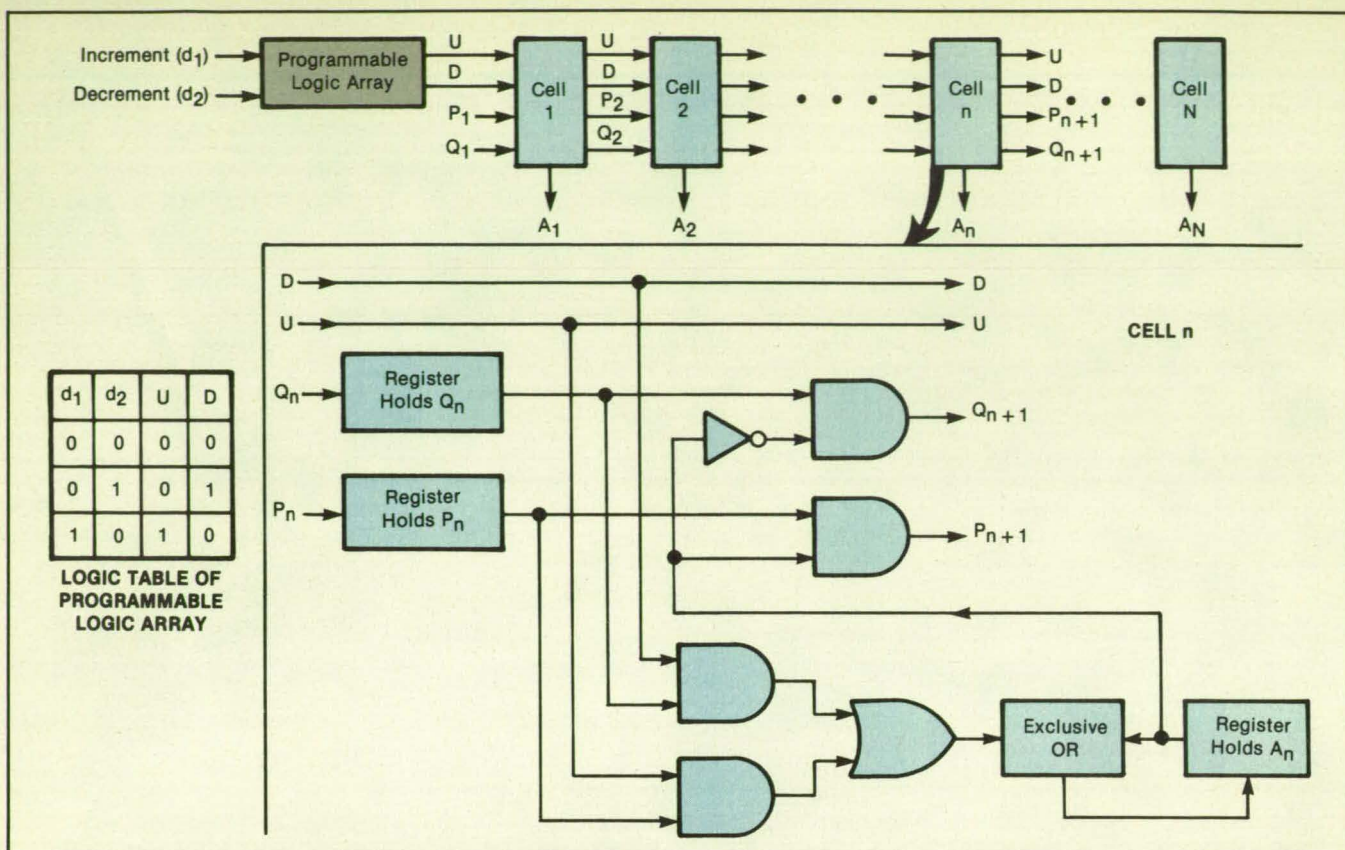 Increment (d1)
Decrement (d2)
Programmable
Logic Array
U
D
P1
Q1
Cell
1
U
D
P2
Q2
Cell
2
• • •
Cell
n
U
D
Pn+1
Qn+1
• • •
Cell
N
A1
A2
An
AN
D
D
U
U
CELL n
Qn
Register
Holds Qn
Qn+1
Pn
Register
Holds Pn
Pn+1
d1 d2 U D
0 0 0 0
0 1 0 1
1 0 1 0
LOGIC TABLE OF
PROGRAMMABLE
LOGIC ARRAY
Exclusive
OR
Register
Holds An